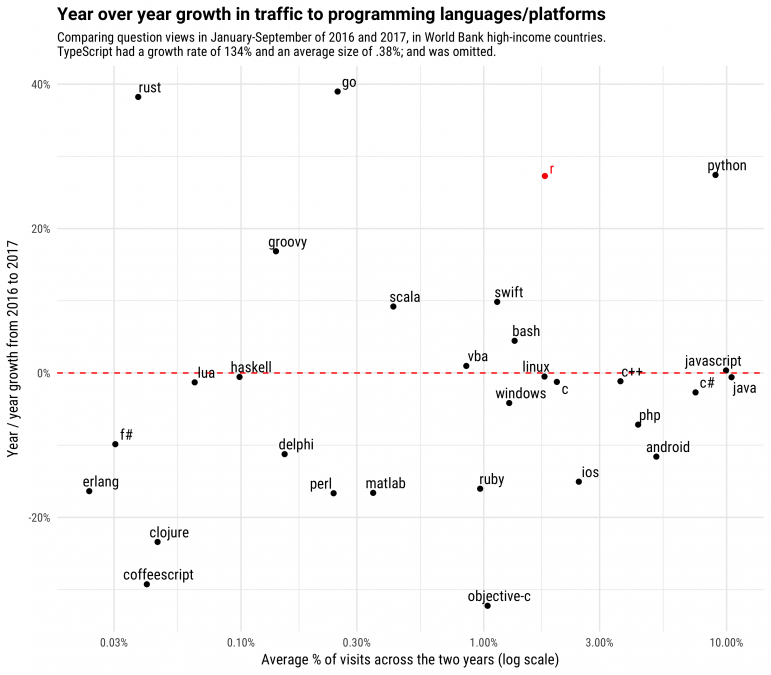 Year over year growth in traffic to programming languages/platforms
Comparing question views in January-September of 2016 and 2017, in World Bank high-income countries.
TypeScript had a growth rate of 134% and an average size of .38%; and was omitted.
Year / year growth from 2016 to 2017
40%
20%
0%
-20%
rust
go
python
r
groovy
scala
swift
bash
vba
javascript
lua
haskell
linux
c++
c
c#
java
windows
php
f#
delphi
android
erlang
perl
matlab
ruby
ios
clojure
coffeescript
objective-c
0.03%
0.10%
0.30%
1.00%
3.00%
10.00%
Average % of visits across the two years (log scale)